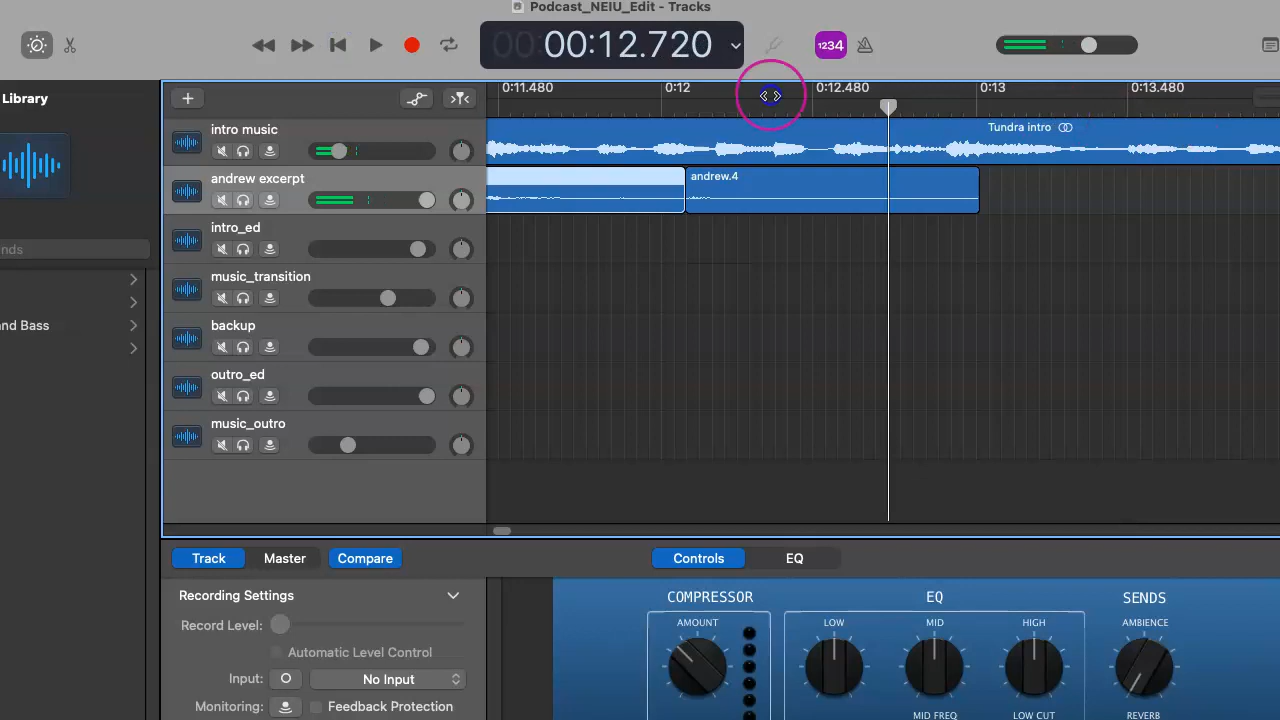 Podcast_NEIU_Edit - Tracks
00:12.720
1234
Library
0:11.480
0:12
0:12.480
0:13
0:13.480
intro music
Tundra intro
andrew excerpt
andrew.4
intro_ed
nds
music_transition
backup
nd Bass
outro_ed
music_outro
Track
Master
Compare
Controls
EQ
Recording Settings
COMPRESSOR
EQ
SENDS
AMOUNT
LOW
MID
HIGH
AMBIENCE
Record Level:
Automatic Level Control
Input:
No Input
Monitoring:
Feedback Protection
MID FREQ
LOW CUT
REVERB